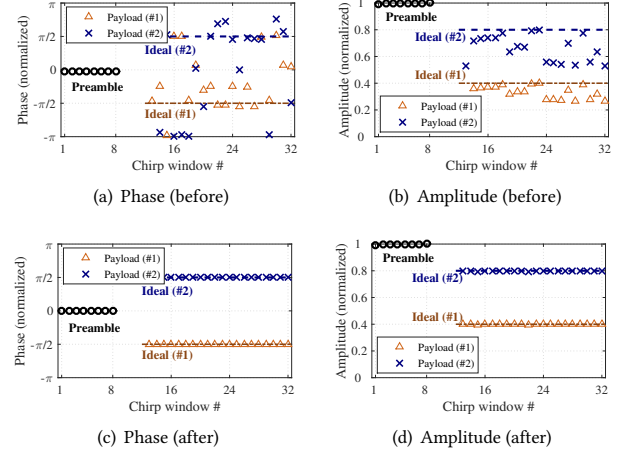 π
π/2
0
-π/2
-π
Phase (normalized)
Payload (#1)
Payload (#2)
Ideal (#2)
Preamble
Ideal (#1)
1 8 16 24 32
Chirp window #
(a) Phase (before)
1
0.8
0.6
0.4
0.2
0
Amplitude (normalized)
Preamble
Ideal (#2)
Ideal (#1)
Payload (#1)
Payload (#2)
1 8 16 24 32
Chirp window #
(b) Amplitude (before)
π
π/2
0
-π/2
-π
Phase (normalized)
Payload (#1)
Payload (#2)
Ideal (#2)
Preamble
Ideal (#1)
1 8 16 24 32
Chirp window #
(c) Phase (after)
1
0.8
0.6
0.4
0.2
0
Amplitude (normalized)
Preamble
Ideal (#2)
Ideal (#1)
Payload (#1)
Payload (#2)
1 8 16 24 32
Chirp window #
(d) Amplitude (after)